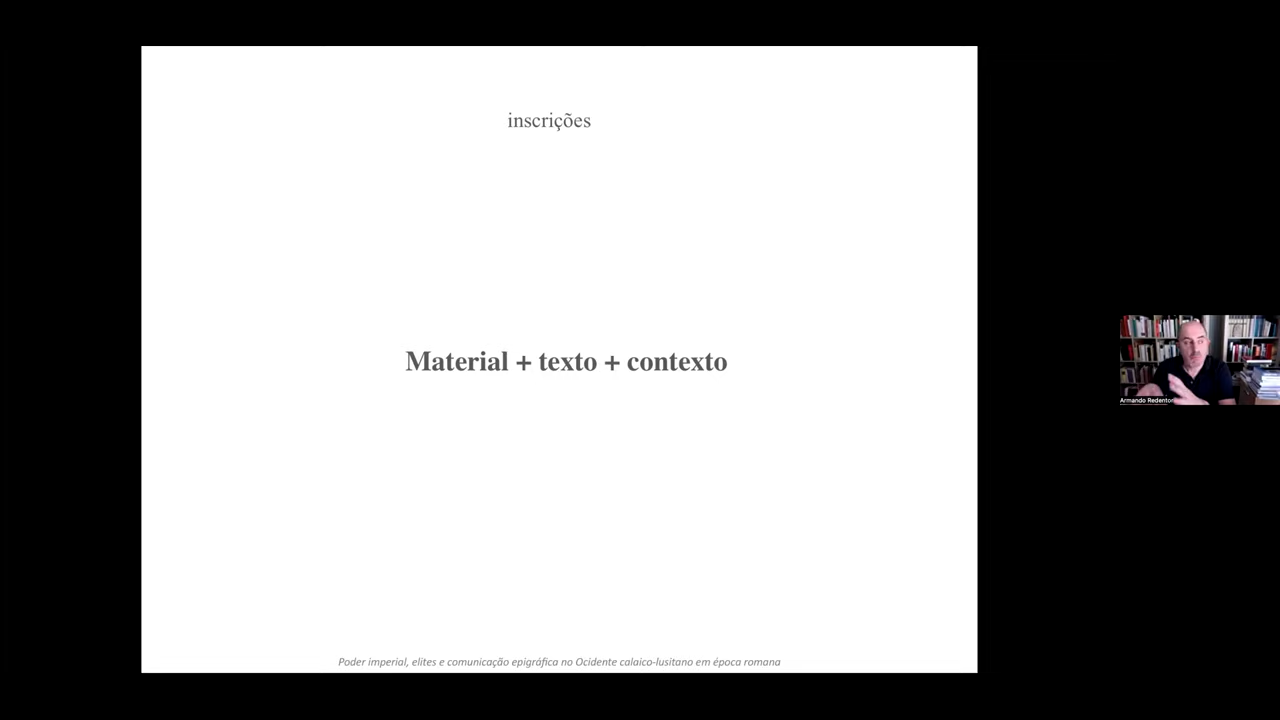 inscrições
Material + texto + contexto
Armando Redentor
Poder imperial, elites e comunicação epigráfica no Ocidente calaico-lusitano em época romana